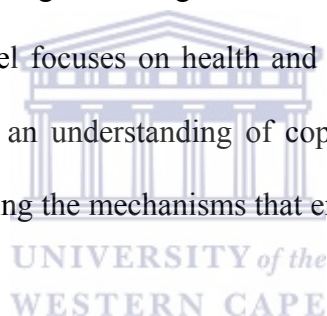 el focuses on health and
an understanding of cop
ng the mechanisms that e
UNIVERSITY of the
WESTERN CAPE